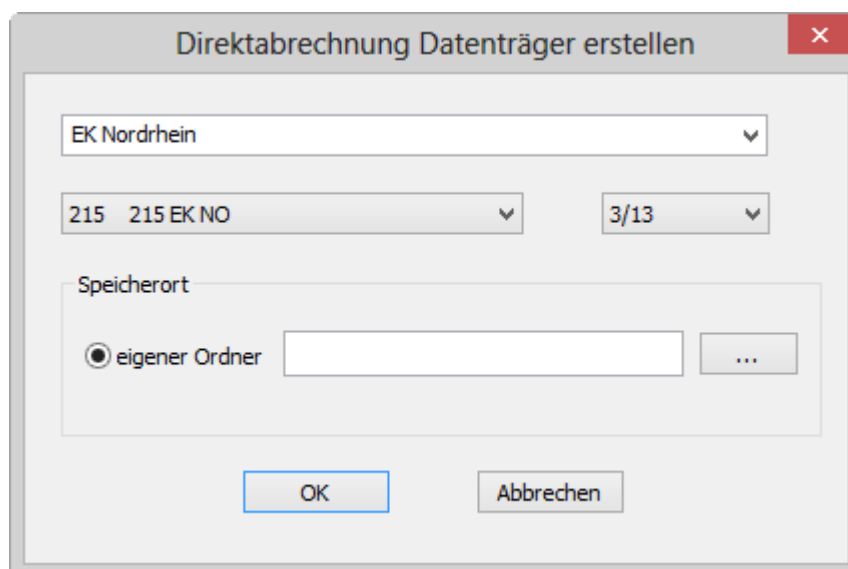 Direktabrechnung Datenträger erstellen
EK Nordrhein
215 215 EK NO 3/13
Speicherort
eigener Ordner ...
OK Abbrechen